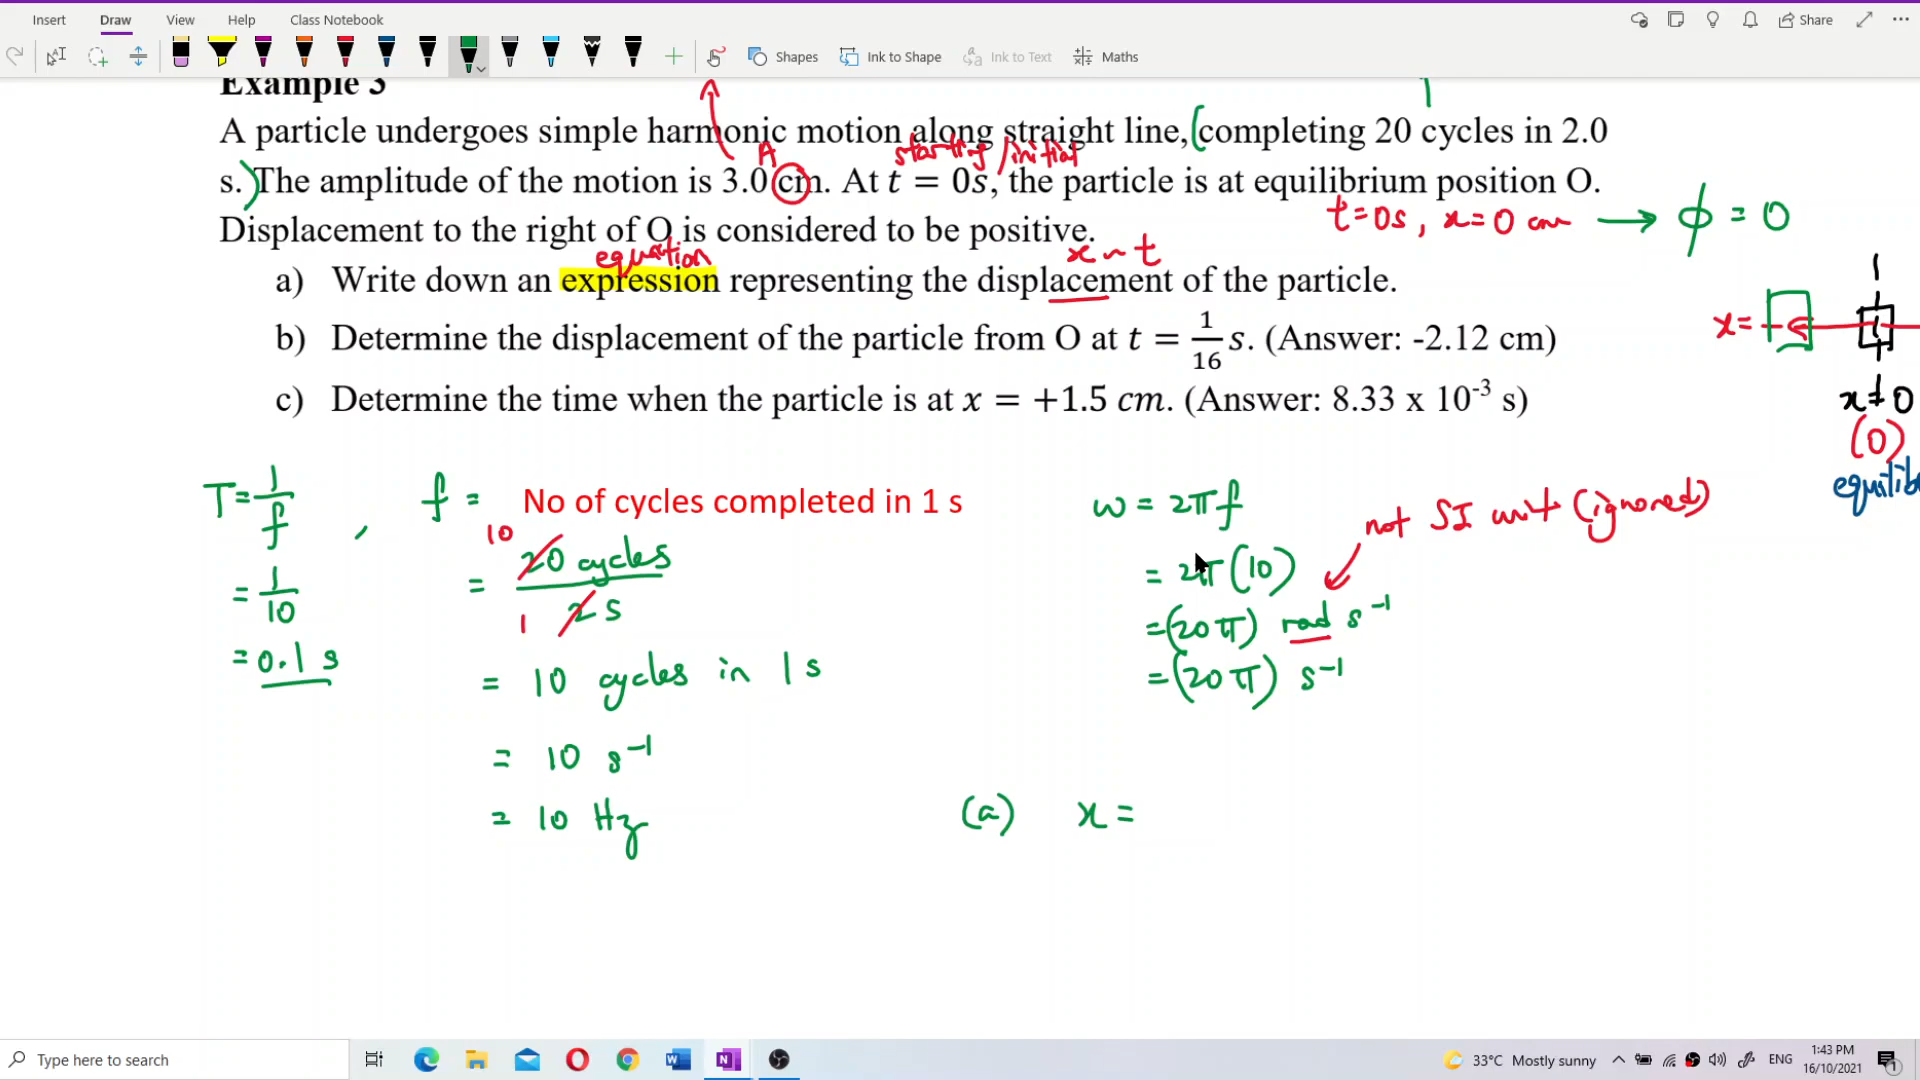 Insert Draw View Help Class Notebook Share
Shapes Ink to Shape Ink to Text Maths
Example 3
A particle undergoes simple harmonic motion along straight line, (completing 20 cycles in 2.0
A starting/initial
s.) The amplitude of the motion is 3.0 cm. At t = 0s, the particle is at equilibrium position O.
t=0s, x=0 cm → ϕ = 0
Displacement to the right of O is considered to be positive.
equation x ~ t
a) Write down an expression representing the displacement of the particle.
b) Determine the displacement of the particle from O at t = 1/16 s. (Answer: -2.12 cm)
x=
c) Determine the time when the particle is at x = +1.5 cm. (Answer: 8.33 x 10⁻³ s)
x=0
(0)
T = 1/f , f = No of cycles completed in 1 s
ω = 2πf
not SI unit (ignored)
10
= 20 cycles / 2 s
1
= 2π(10)
= 1/10
= (20π) rad s⁻¹
= 0.1 s
= 10 cycles in 1 s
= (20π) s⁻¹
= 10 s⁻¹
= 10 Hz
(a) x =
Type here to search
33°C Mostly sunny ENG 1:43 PM
16/10/2021
1